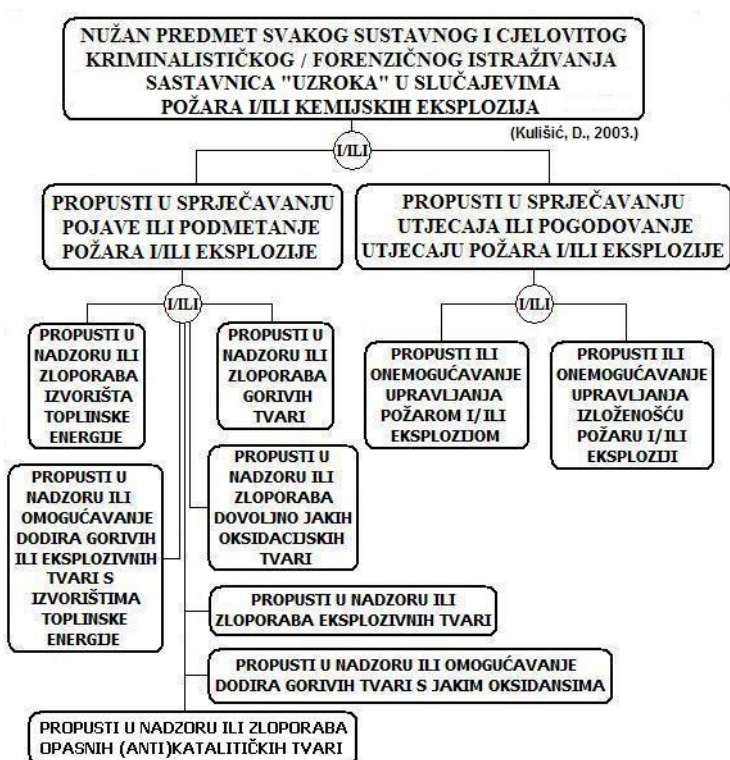 NUŽAN PREDMET SVAKOG SUSTAVNOG I CJELOVITOG
KRIMINALISTIČKOG / FORENZIČNOG ISTRAŽIVANJA
SASTAVNICA "UZROKA" U SLUČAJEVIMA
POŽARA I/ILI KEMIJSKIH EKSPLOZIJA
(Kulišić, D., 2003.)
I/ILI
PROPUSTI U SPRJEČAVANJU
POJAVE ILI PODMETANJE
POŽARA I/ILI EKSPLOZIJE
PROPUSTI U SPRJEČAVANJU
UTJECAJA ILI POGODOVANJE
UTJECAJU POŽARA I/ILI EKSPLOZIJE
I/ILI
I/ILI
PROPUSTI U
NADZORU ILI
ZLOPORABA
IZVORIŠTA
TOPLINSKE
ENERGIJE
PROPUSTI U
NADZORU ILI
ZLOPORABA
GORIVIH
TVARI
PROPUSTI ILI
ONEMOGUĆAVANJE
UPRAVLJANJA
POŽAROM I/ILI
EKSPLOZIJOM
PROPUSTI ILI
ONEMOGUĆAVANJE
UPRAVLJANJA
IZLOŽENOŠĆU
POŽARU I/ILI
EKSPLOZIJI
PROPUSTI U
NADZORU ILI
OMOGUĆAVANJE
DODIRA GORIVIH
ILI EKSPLOZIVNIH
TVARI S
IZVORIŠTIMA
TOPLINSKE
ENERGIJE
PROPUSTI U
NADZORU ILI
ZLOPORABA
DOVOLJNO JAKIH
OKSIDACIJSKIH
TVARI
PROPUSTI U NADZORU ILI
ZLOPORABA EKSPLOZIVNIH TVARI
PROPUSTI U NADZORU ILI OMOGUĆAVANJE
DODIRA GORIVIH TVARI S JAKIM OKSIDANSIMA
PROPUSTI U NADZORU ILI ZLOPORABA
OPASNIH (ANTI)KATALITIČKIH TVARI